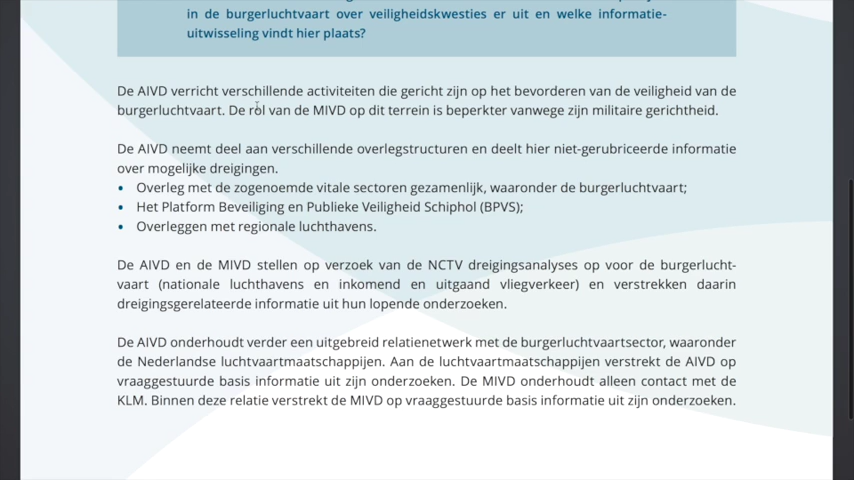 in de burgerluchtvaart over veiligheidskwesties er uit en welke informatie-
uitwisseling vindt hier plaats?
De AIVD verricht verschillende activiteiten die gericht zijn op het bevorderen van de veiligheid van de
burgerluchtvaart. De rol van de MIVD op dit terrein is beperkter vanwege zijn militaire gerichtheid.
De AIVD neemt deel aan verschillende overlegstructuren en deelt hier niet-gerubriceerde informatie
over mogelijke dreigingen.
• Overleg met de zogenoemde vitale sectoren gezamenlijk, waaronder de burgerluchtvaart;
• Het Platform Beveiliging en Publieke Veiligheid Schiphol (BPVS);
• Overleggen met regionale luchthavens.
De AIVD en de MIVD stellen op verzoek van de NCTV dreigingsanalyses op voor de burgerlucht-
vaart (nationale luchthavens en inkomend en uitgaand vliegverkeer) en verstrekken daarin
dreigingsgerelateerde informatie uit hun lopende onderzoeken.
De AIVD onderhoudt verder een uitgebreid relatienetwerk met de burgerluchtvaartsector, waaronder
de Nederlandse luchtvaartmaatschappijen. Aan de luchtvaartmaatschappijen verstrekt de AIVD op
vraaggestuurde basis informatie uit zijn onderzoeken. De MIVD onderhoudt alleen contact met de
KLM. Binnen deze relatie verstrekt de MIVD op vraaggestuurde basis informatie uit zijn onderzoeken.